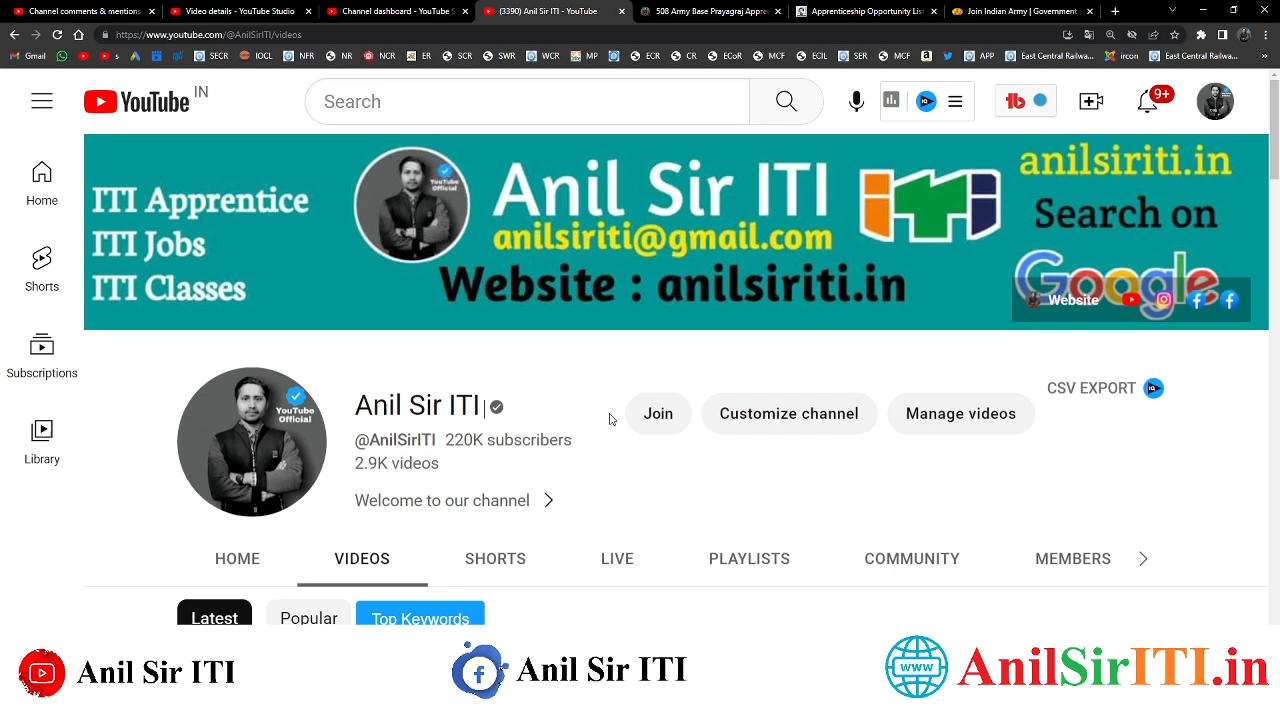 Channel comments & mentions
Video details - YouTube Studio
Channel dashboard - YouTube S
(3390) Anil Sir ITI - YouTube
508 Army Base Prayagraj Appre
Apprenticeship Opportunity List
Join Indian Army | Government
https://www.youtube.com/@AnilSirITI/videos
Gmail
s
SECR
IOCL
NFR
NR
NCR
ER
SCR
SWR
WCR
MP
ECR
CR
ECoR
MCF
ECIL
SER
MCF
APP
East Central Railwa...
ircon
East Central Railwa...
YouTube IN
Search
9+
Home
Shorts
Subscriptions
Library
ITI Apprentice
ITI Jobs
ITI Classes
YouTube
Official
Anil Sir ITI
anilsiriti@gmail.com
Website : anilsiriti.in
anilsiriti.in
Search on
Google
Website
YouTube
Official
Anil Sir ITI
@AnilSirITI 220K subscribers
2.9K videos
Welcome to our channel
Join
Customize channel
Manage videos
CSV EXPORT
HOME
VIDEOS
SHORTS
LIVE
PLAYLISTS
COMMUNITY
MEMBERS
Latest
Popular
Top Keywords
Anil Sir ITI
Anil Sir ITI
www
AnilSirITI.in